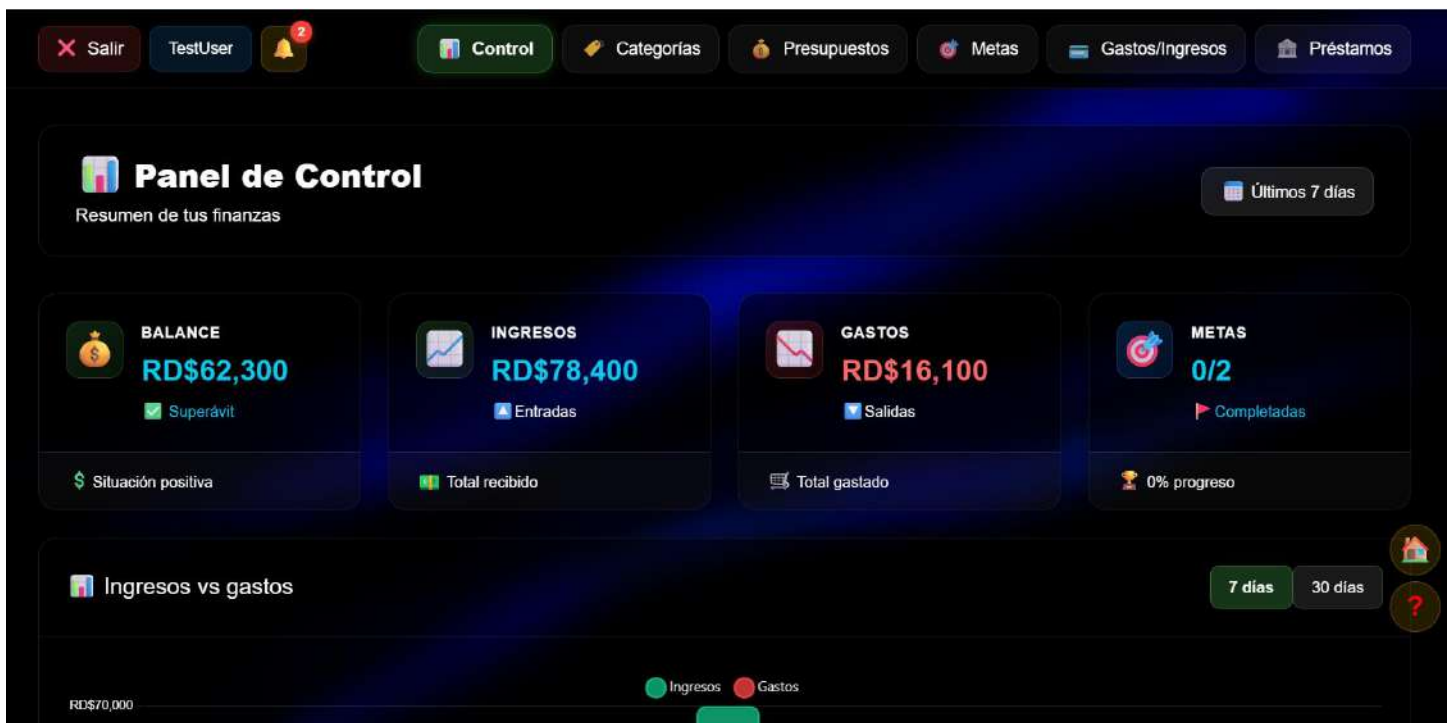 Salir TestUser 2 Control Categorías Presupuestos Metas Gastos/Ingresos Préstamos
Panel de Control
Resumen de tus finanzas
Últimos 7 días
BALANCE
RD$62,300
Superávit
$ Situación positiva
INGRESOS
RD$78,400
Entradas
Total recibido
GASTOS
RD$16,100
Salidas
Total gastado
METAS
0/2
Completadas
0% progreso
Ingresos vs gastos
7 días 30 días
?
Ingresos Gastos
RD$70,000